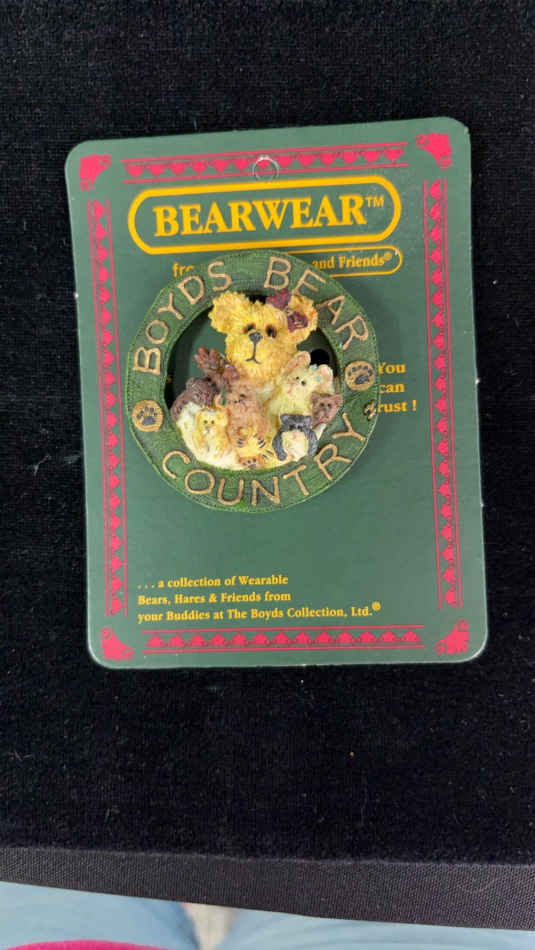 BEARWEAR™
and Friends®
BOYDS BEAR
COUNTRY
You
can
rust !
. . . a collection of Wearable
Bears, Hares & Friends from
your Buddies at The Boyds Collection, Ltd.®